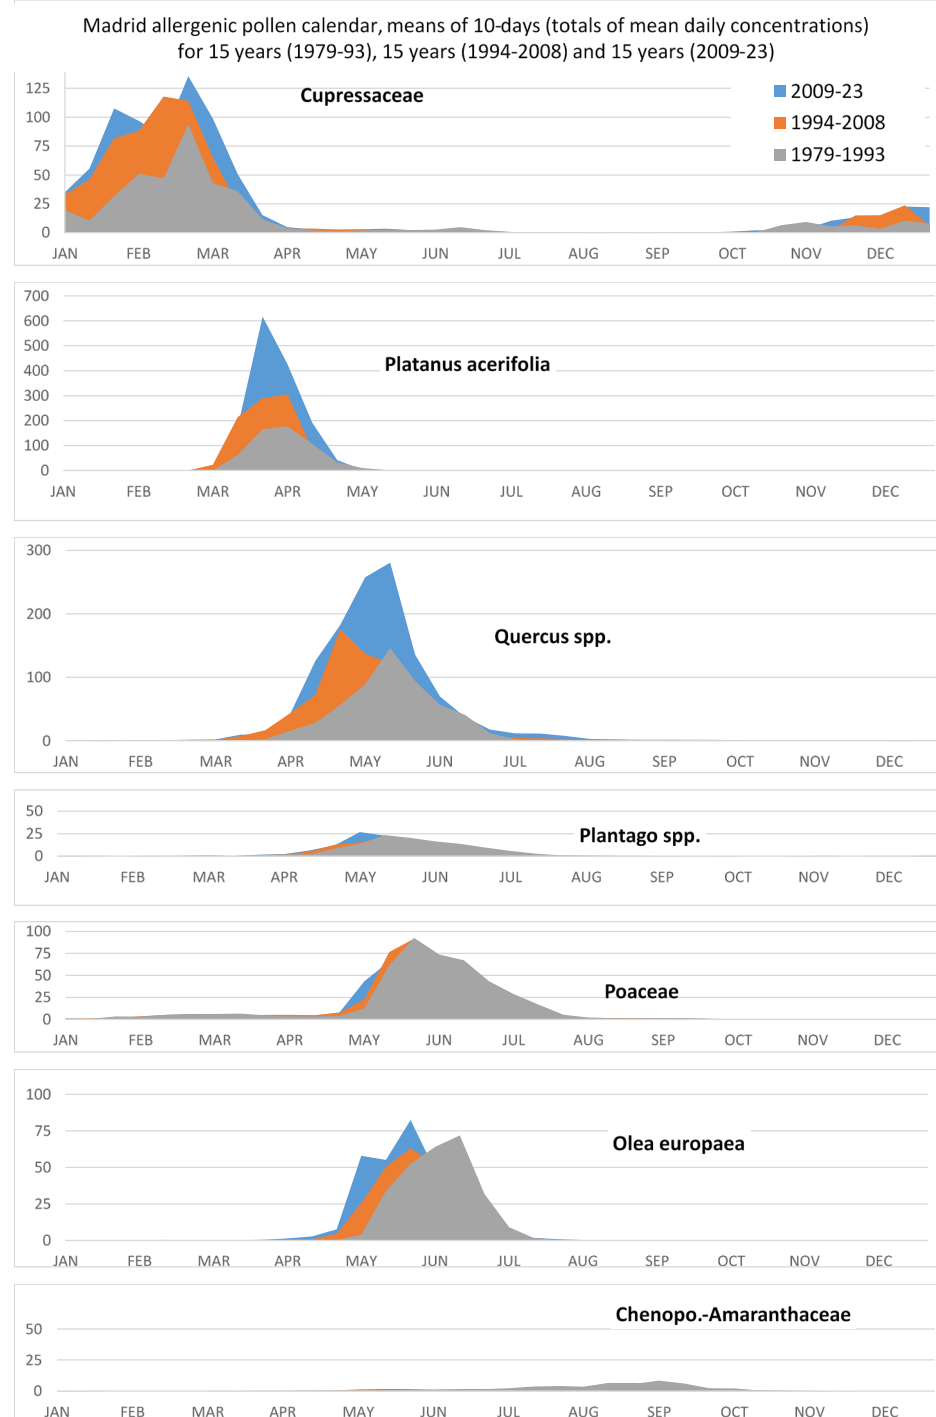 Madrid allergenic pollen calendar, means of 10-days (totals of mean daily concentrations)
for 15 years (1979-93), 15 years (1994-2008) and 15 years (2009-23)
Cupressaceae
2009-23
1994-2008
1979-1993
125
100
75
50
25
0
JAN FEB MAR APR MAY JUN JUL AUG SEP OCT NOV DEC
Platanus acerifolia
700
600
500
400
300
200
100
0
JAN FEB MAR APR MAY JUN JUL AUG SEP OCT NOV DEC
Quercus spp.
300
200
100
0
JAN FEB MAR APR MAY JUN JUL AUG SEP OCT NOV DEC
Plantago spp.
50
25
0
JAN FEB MAR APR MAY JUN JUL AUG SEP OCT NOV DEC
Poaceae
100
75
50
25
0
JAN FEB MAR APR MAY JUN JUL AUG SEP OCT NOV DEC
Olea europaea
100
75
50
25
0
JAN FEB MAR APR MAY JUN JUL AUG SEP OCT NOV DEC
Chenopo.-Amaranthaceae
50
25
0
JAN FEB MAR APR MAY JUN JUL AUG SEP OCT NOV DEC